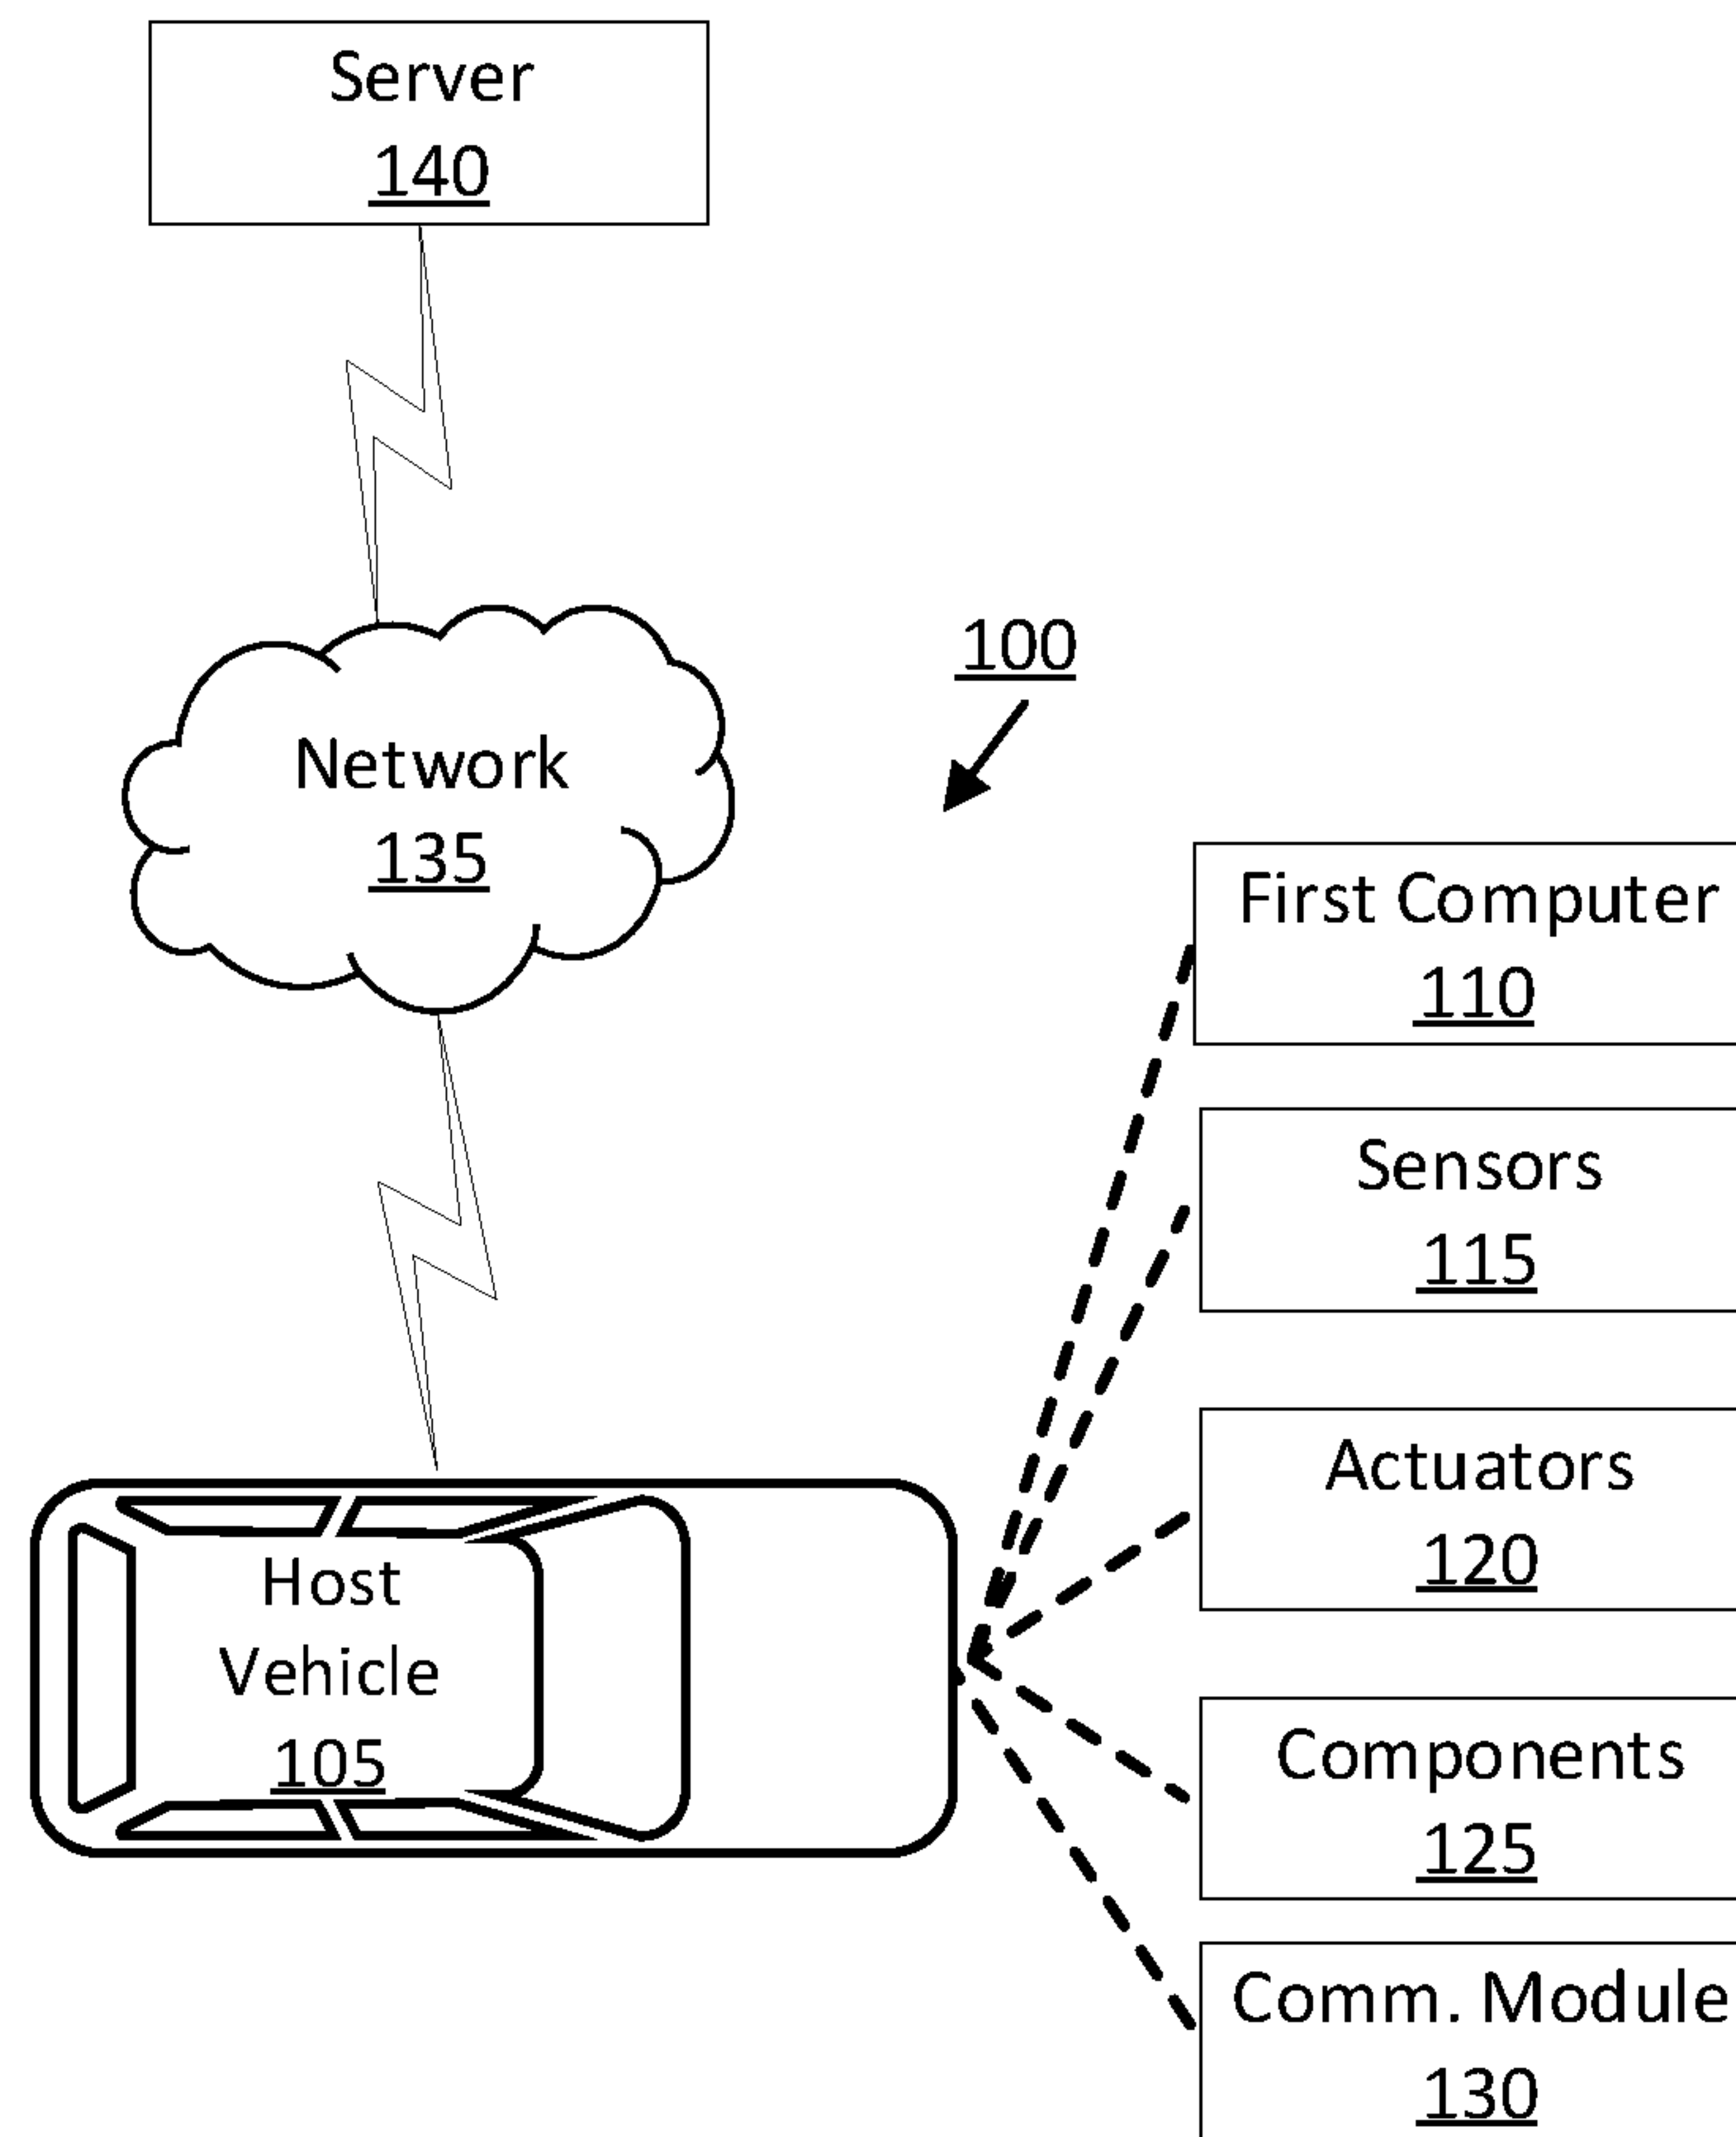 Server
140
Network
135
100
First Computer
110
Sensors
115
Actuators
120
Host
Vehicle
105
Components
125
Comm. Module
130